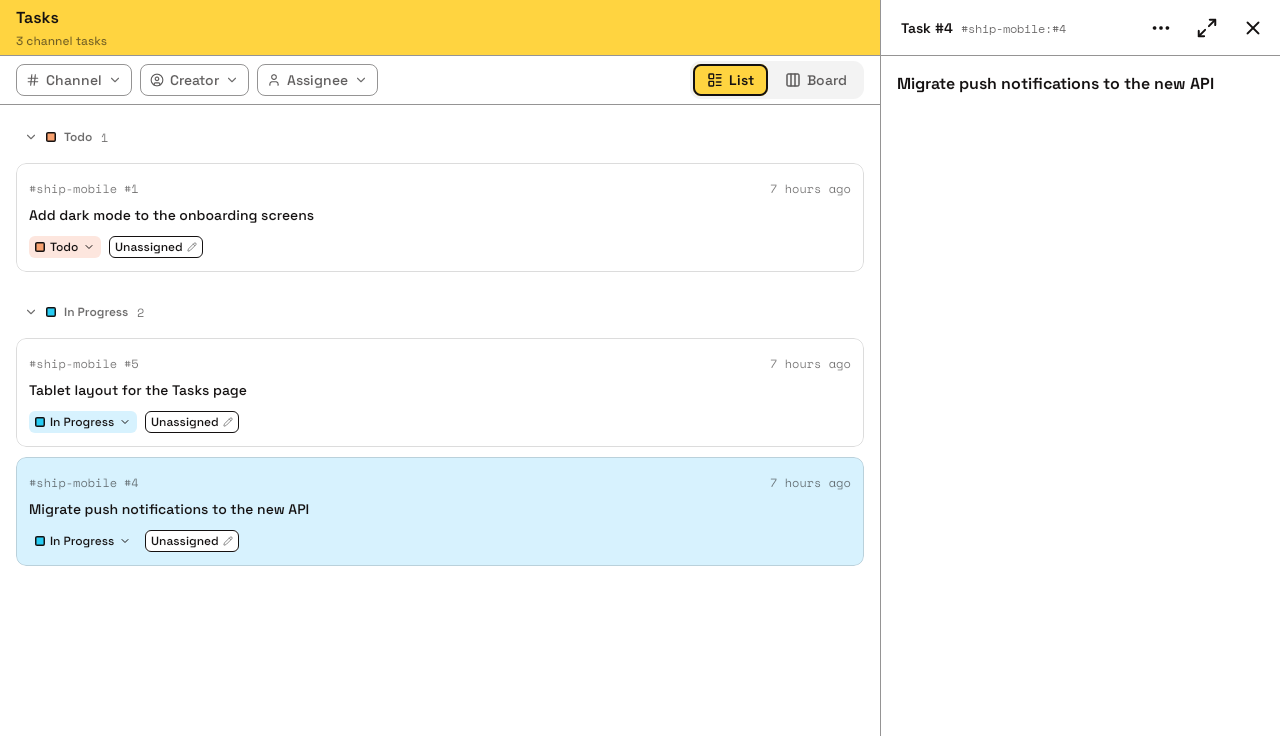 Tasks
3 channel tasks
Channel
Creator
Assignee
List
Board
Todo 1
#ship-mobile #1
7 hours ago
Add dark mode to the onboarding screens
Todo
Unassigned
In Progress 2
#ship-mobile #5
7 hours ago
Tablet layout for the Tasks page
In Progress
Unassigned
#ship-mobile #4
7 hours ago
Migrate push notifications to the new API
In Progress
Unassigned
Task #4 #ship-mobile:#4
Migrate push notifications to the new API